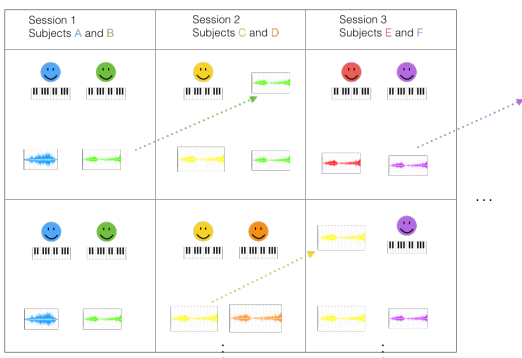 Session 1
Subjects A and B
Session 2
Subjects C and D
Session 3
Subjects E and F
...